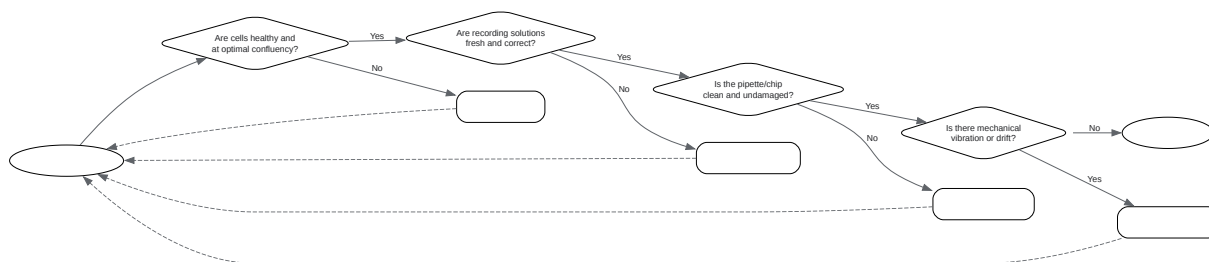 Are cells healthy and
at optimal confluency?
Yes
No
Are recording solutions
fresh and correct?
Yes
No
Is the pipette/chip
clean and undamaged?
Yes
No
Is there mechanical
vibration or drift?
No
Yes